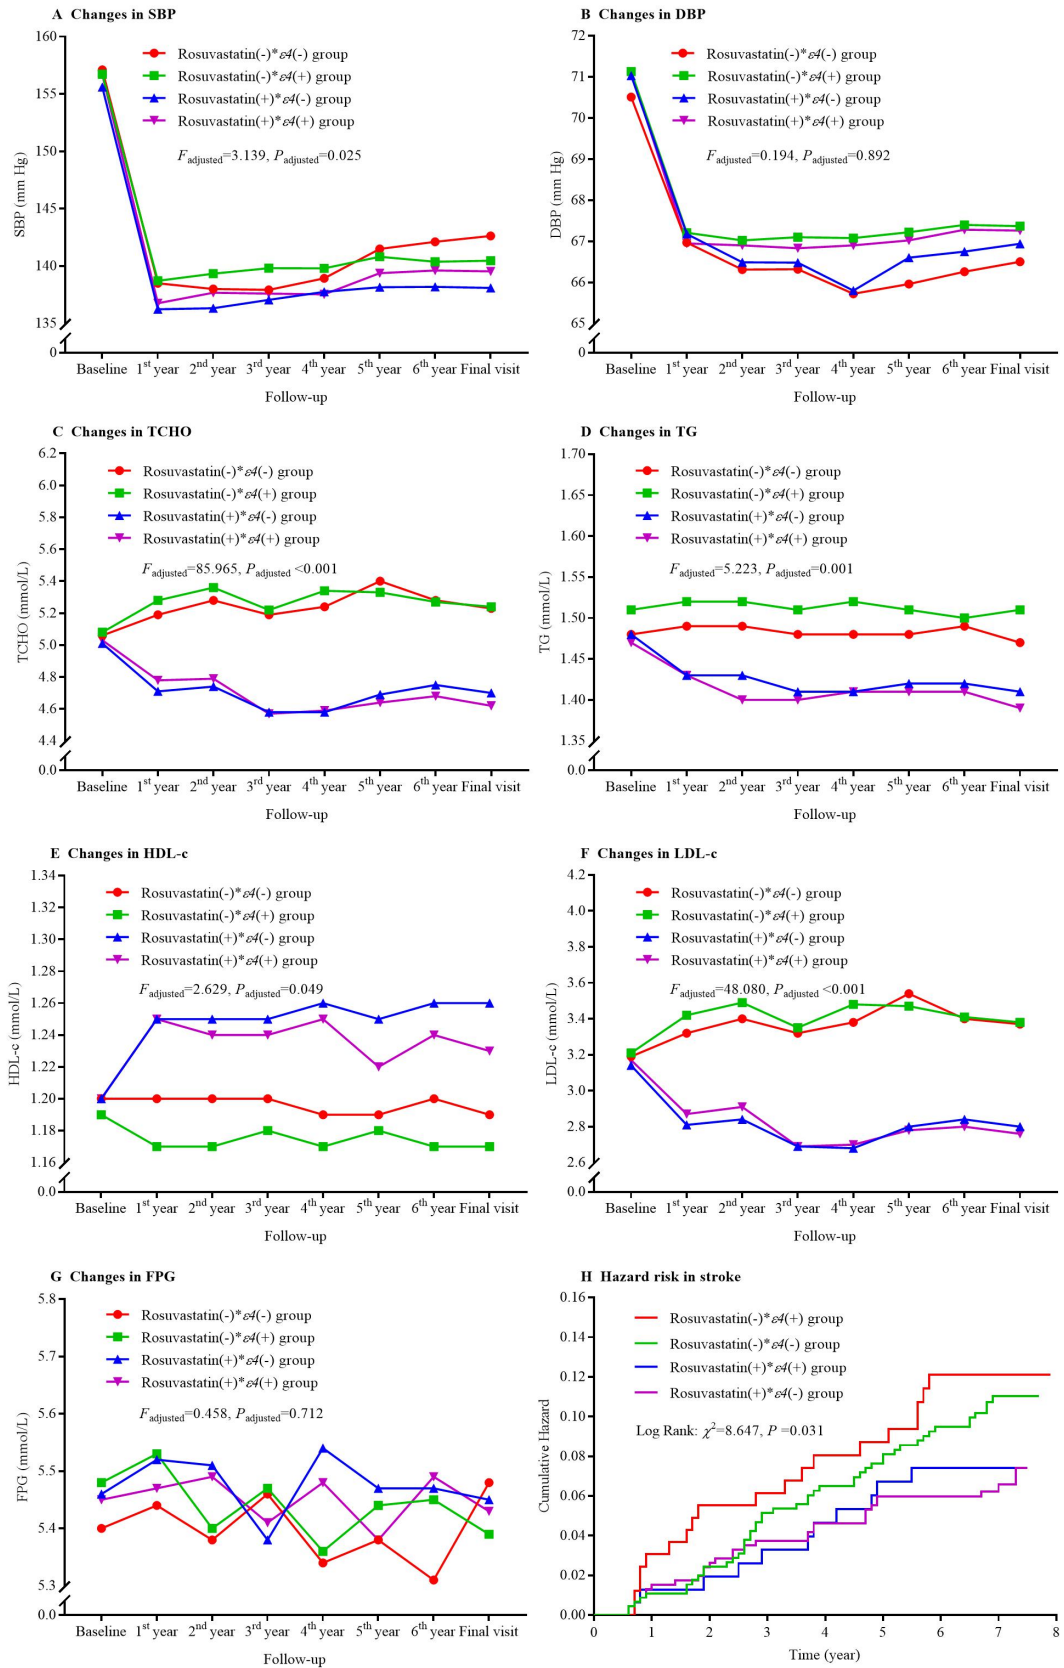 A Changes in SBP
160
155
150
145
140
135
0
SBP (mm Hg)
Rosuvastatin(-)*ε4(-) group
Rosuvastatin(-)*ε4(+) group
Rosuvastatin(+)*ε4(-) group
Rosuvastatin(+)*ε4(+) group
Fadjusted=3.139, Padjusted=0.025
Baseline 1st year 2nd year 3rd year 4th year 5th year 6th year Final visit
Follow-up
B Changes in DBP
72
71
70
69
68
67
66
65
0
DBP (mm Hg)
Rosuvastatin(-)*ε4(-) group
Rosuvastatin(-)*ε4(+) group
Rosuvastatin(+)*ε4(-) group
Rosuvastatin(+)*ε4(+) group
Fadjusted=0.194, Padjusted=0.892
Baseline 1st year 2nd year 3rd year 4th year 5th year 6th year Final visit
Follow-up
C Changes in TCHO
6.2
6.0
5.8
5.6
5.4
5.2
5.0
4.8
4.6
4.4
0.0
TCHO (mmol/L)
Rosuvastatin(-)*ε4(-) group
Rosuvastatin(-)*ε4(+) group
Rosuvastatin(+)*ε4(-) group
Rosuvastatin(+)*ε4(+) group
Fadjusted=85.965, Padjusted <0.001
Baseline 1st year 2nd year 3rd year 4th year 5th year 6th year Final visit
Follow-up
D Changes in TG
1.70
1.65
1.60
1.55
1.50
1.45
1.40
1.35
0.0
TG (mmol/L)
Rosuvastatin(-)*ε4(-) group
Rosuvastatin(-)*ε4(+) group
Rosuvastatin(+)*ε4(-) group
Rosuvastatin(+)*ε4(+) group
Fadjusted=5.223, Padjusted=0.001
Baseline 1st year 2nd year 3rd year 4th year 5th year 6th year Final visit
Follow-up
E Changes in HDL-c
1.34
1.32
1.30
1.28
1.26
1.24
1.22
1.20
1.18
1.16
0.0
HDL-c (mmol/L)
Rosuvastatin(-)*ε4(-) group
Rosuvastatin(-)*ε4(+) group
Rosuvastatin(+)*ε4(-) group
Rosuvastatin(+)*ε4(+) group
Fadjusted=2.629, Padjusted=0.049
Baseline 1st year 2nd year 3rd year 4th year 5th year 6th year Final visit
Follow-up
F Changes in LDL-c
4.2
4.0
3.8
3.6
3.4
3.2
3.0
2.8
2.6
0.0
LDL-c (mmol/L)
Rosuvastatin(-)*ε4(-) group
Rosuvastatin(-)*ε4(+) group
Rosuvastatin(+)*ε4(-) group
Rosuvastatin(+)*ε4(+) group
Fadjusted=48.080, Padjusted <0.001
Baseline 1st year 2nd year 3rd year 4th year 5th year 6th year Final visit
Follow-up
G Changes in FPG
5.8
5.7
5.6
5.5
5.4
5.3
0.0
FPG (mmol/L)
Rosuvastatin(-)*ε4(-) group
Rosuvastatin(-)*ε4(+) group
Rosuvastatin(+)*ε4(-) group
Rosuvastatin(+)*ε4(+) group
Fadjusted=0.458, Padjusted=0.712
Baseline 1st year 2nd year 3rd year 4th year 5th year 6th year Final visit
Follow-up
H Hazard risk in stroke
0.16
0.14
0.12
0.10
0.08
0.06
0.04
0.02
0.00
Cumulative Hazard
Rosuvastatin(-)*ε4(+) group
Rosuvastatin(-)*ε4(-) group
Rosuvastatin(+)*ε4(+) group
Rosuvastatin(+)*ε4(-) group
Log Rank: χ2=8.647, P =0.031
0 1 2 3 4 5 6 7 8
Time (year)